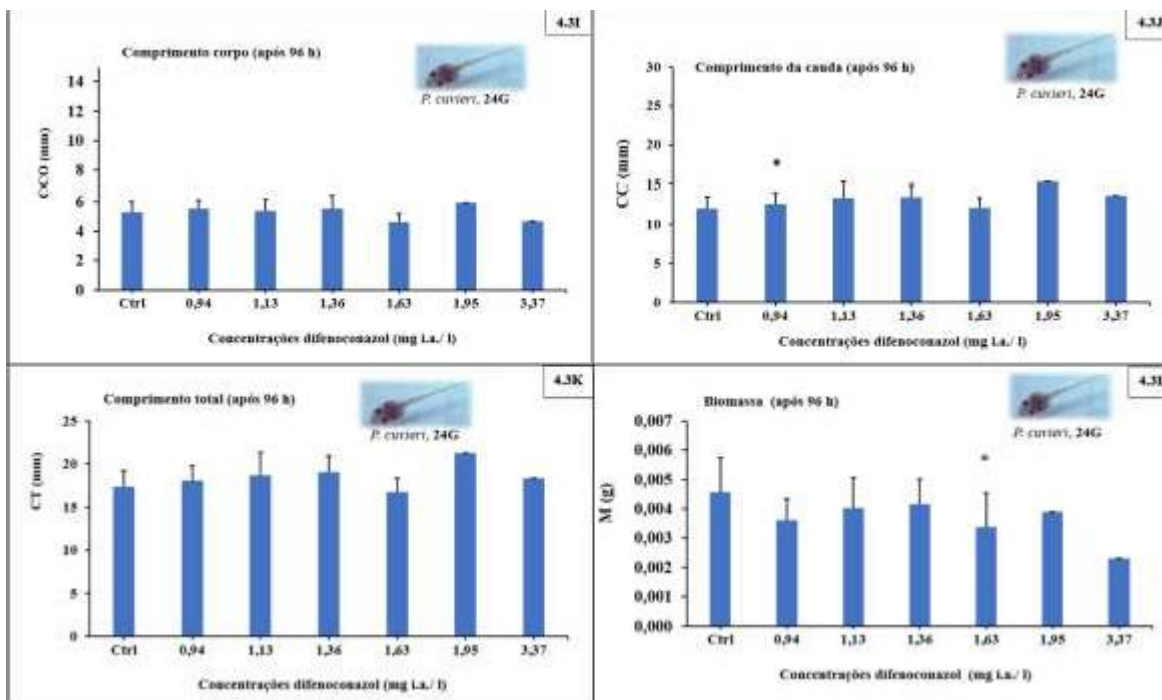 4.3I
Comprimento corpo (após 96 h)
P. cuvieri, 24G
CCO (mm)
14
12
10
8
6
4
2
0
Ctrl 0,94 1,13 1,36 1,63 1,95 3,37
Concentrações difenoconazol (mg i.a./ l)
4.3J
Comprimento da cauda (após 96 h)
P. cuvieri, 24G
CC (mm)
30
25
20
15
10
5
0
*
Ctrl 0,94 1,13 1,36 1,63 1,95 3,37
Concentrações difenoconazol (mg i.a./ l)
4.3K
Comprimento total (após 96 h)
P. cuvieri, 24G
CT (mm)
25
20
15
10
5
0
Ctrl 0,94 1,13 1,36 1,63 1,95 3,37
Concentrações difenoconazol (mg i.a./ l)
Biomassa (após 96 h)
P. cuvieri, 24G
M (g)
0,007
0,006
0,005
0,004
0,003
0,002
0,001
0,000
*
Ctrl 0,94 1,13 1,36 1,63 1,95 3,37
Concentrações difenoconazol (mg i.a./ l)